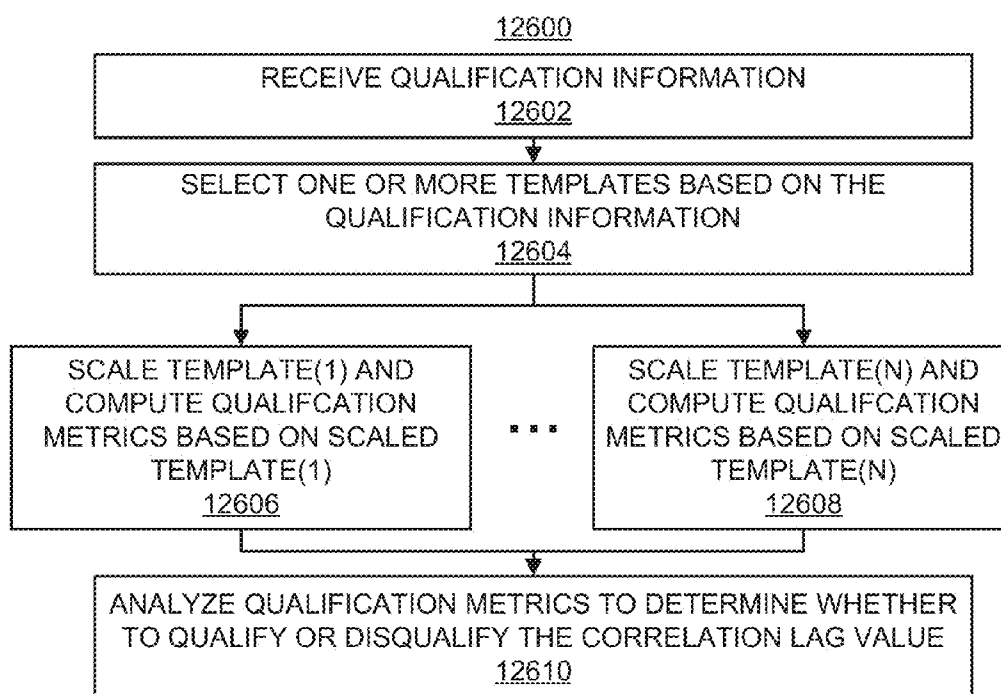 12600
RECEIVE QUALIFICATION INFORMATION
12602
SELECT ONE OR MORE TEMPLATES BASED ON THE
QUALIFICATION INFORMATION
12604
SCALE TEMPLATE(1) AND
COMPUTE QUALIFCATION
METRICS BASED ON SCALED
TEMPLATE(1)
12606
...
SCALE TEMPLATE(N) AND
COMPUTE QUALIFCATION
METRICS BASED ON SCALED
TEMPLATE(N)
12608
ANALYZE QUALIFICATION METRICS TO DETERMINE WHETHER
TO QUALIFY OR DISQUALIFY THE CORRELATION LAG VALUE
12610